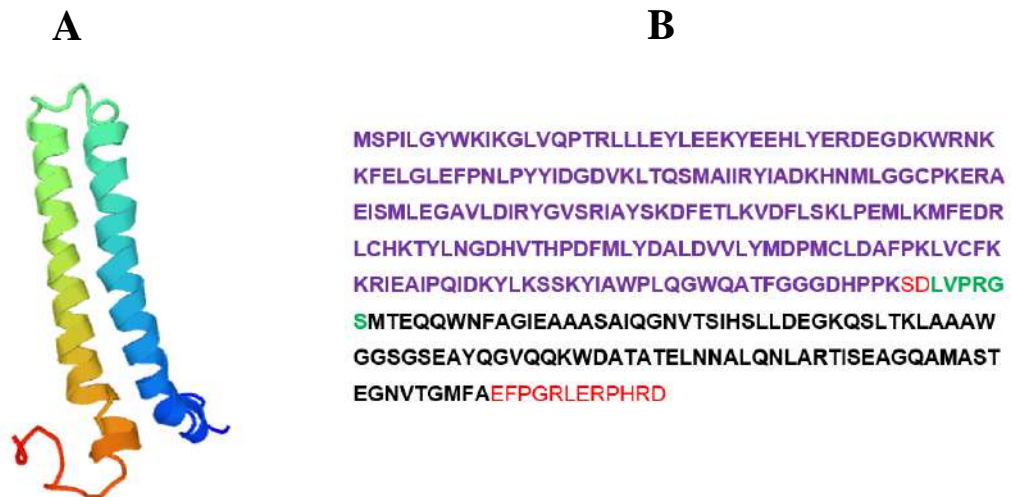 A B
MSPILGYWKIKGLVQPTRLLLEYLEEKYEEHLYERDEGDKWRNK
KFELGLEFPNLPYYIDGDVKLTQSMAIIRYIADKHNMLGGCPKERA
EISMLEGAVLDIRYGVSRIAYSKDFETLKVDFLSKLPEMLKMFEDR
LCHKTYLNGDHVTHPDFMLYDALDVVLYMDPMCLDAFPKLVCFK
KRIEAIPQIDKYLKSSKYIAWPLQGWQATFGGGDHPPKSDLVPRG
SMTEQQWNFAGIEAAASAIQGNVTSIHSLLDEGKQSLTKLAAAW
GGSGSEAYQGVQQKWDATATELNNALQNLARTISEAGQAMAST
EGNVTGMFAEFPGRLERPHRD